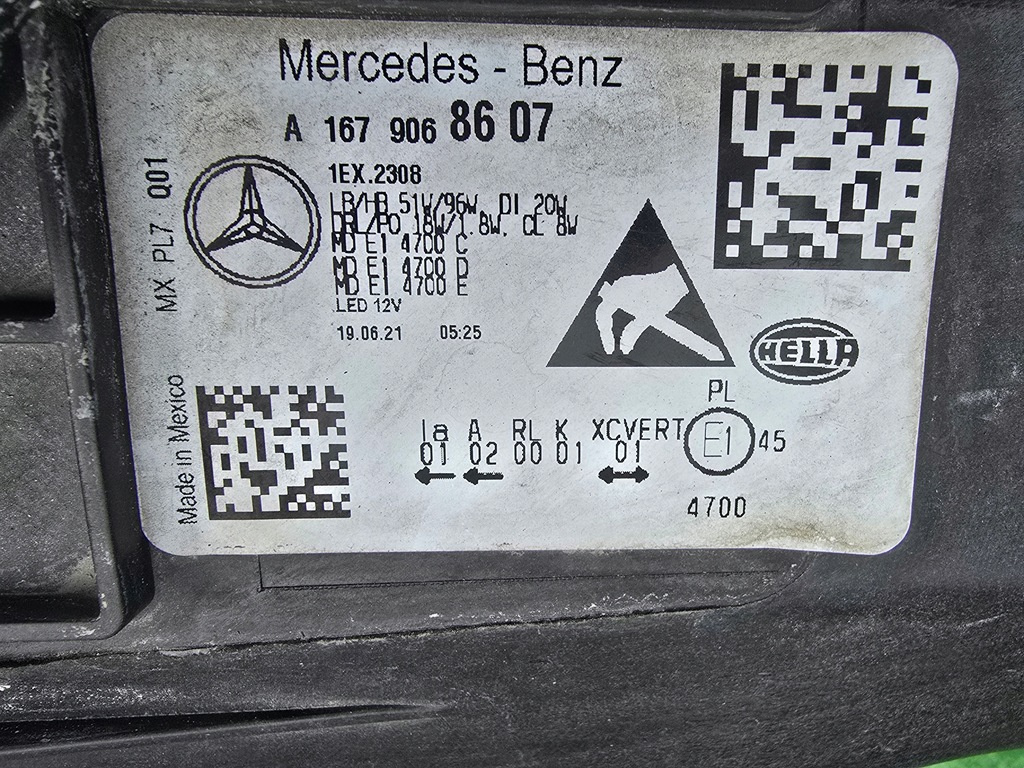 Mercedes - Benz
A 167 906 8607
1EX.2308
LB/HB 51W/96W, DI 20W
DRL/PO 18W/1.8W, CL 8W
MD E1 4700 C
MD E1 4700 D
MD E1 4700 E
LED 12V
19.06.21 05:25
MX PL7 Q01
HELLA
Made in Mexico
PL
Ia A RL K XCVERT E1 45
01 02 00 01 01
4700